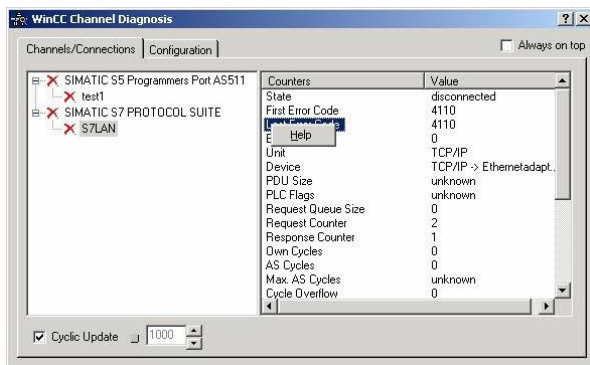 WinCC Channel Diagnosis
Channels/Connections Configuration Always on top
SIMATIC S5 Programmers Port AS511
test1
SIMATIC S7 PROTOCOL SUITE
S7LAN
Counters Value
State disconnected
First Error Code 4110
Code 4110
Help
0
Unit TCP/IP
Device TCP/IP -> Ethernetadapt..
PDU Size unknown
PLC Flags unknown
Request Queue Size 0
Request Counter 2
Response Counter 1
Own Cycles 0
AS Cycles 0
Max. AS Cycles unknown
Cycle Overflow 0
Cyclic Update 1000